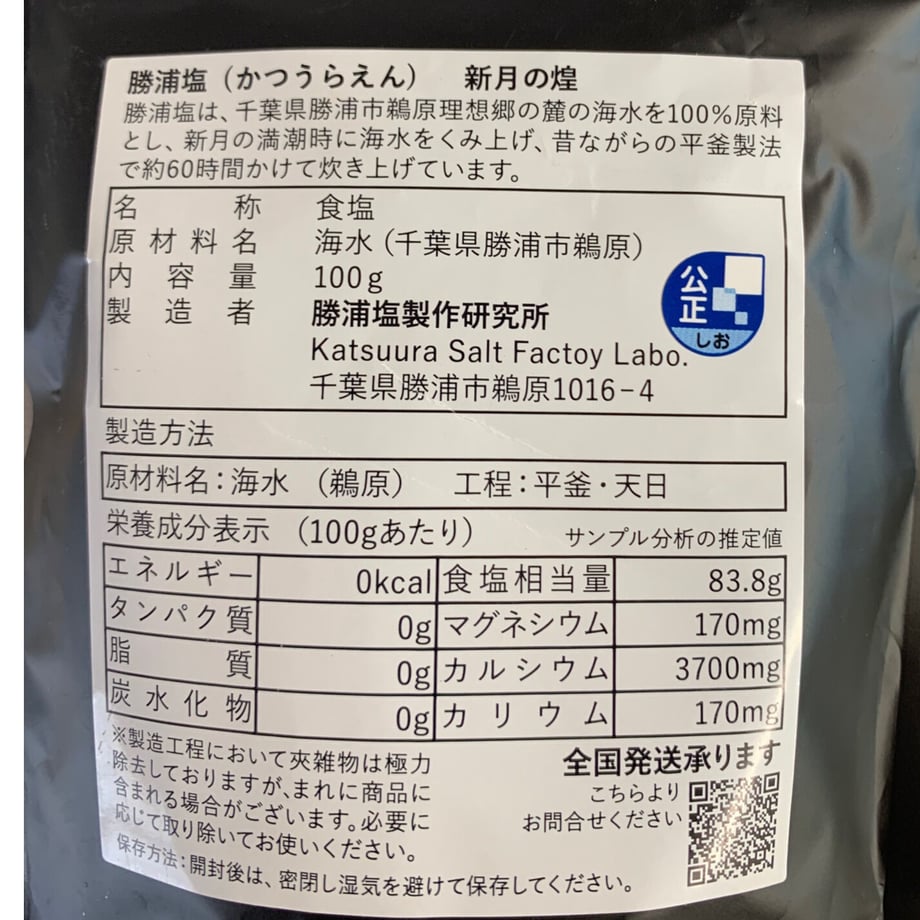 勝浦塩（かつうらえん）　新月の煌
勝浦塩は、千葉県勝浦市鵜原理想郷の麓の海水を100%原料
とし、新月の満潮時に海水をくみ上げ、昔ながらの平釜製法
で約60時間かけて炊き上げています。
名称　食塩
原材料名　海水（千葉県勝浦市鵜原）
内容量　100g
製造者　勝浦塩製作研究所
Katsuura Salt Factoy Labo.
千葉県勝浦市鵜原1016-4
公正
しお
製造方法
原材料名：海水　（鵜原）　工程：平釜・天日
栄養成分表示　（100gあたり）　サンプル分析の推定値
エネルギー　0kcal　食塩相当量　83.8g
タンパク質　0g　マグネシウム　170mg
脂質　0g　カルシウム　3700mg
炭水化物　0g　カリウム　170mg
※製造工程において夾雑物は極力
除去しておりますが、まれに商品に
含まれる場合がございます。必要に
応じて取り除いてお使いください。
全国発送承ります
こちらより
お問合せください
保存方法：開封後は、密閉し湿気を避けて保存してください。